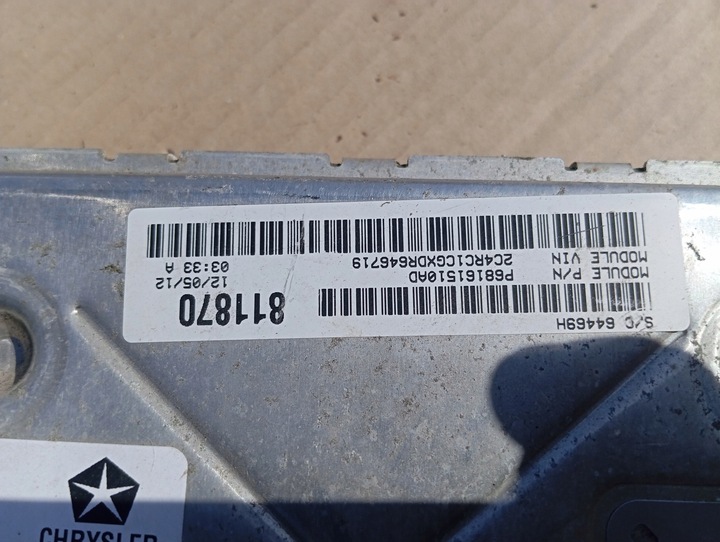 S/C 64469H
811870
MODULE P/N P68161510AD 12/05/12
MODULE VIN 2C4RC1CGXDR646719 03:33 A
CHRYSLER